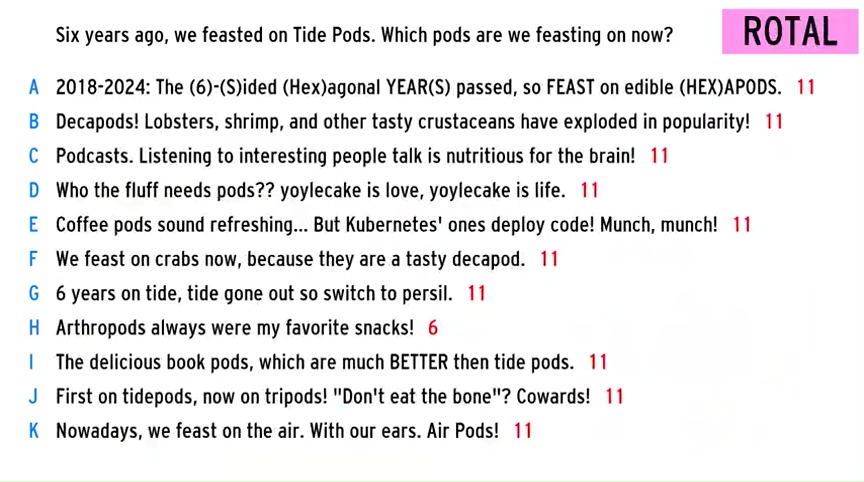 Six years ago, we feasted on Tide Pods. Which pods are we feasting on now?
ROTAL
A 2018-2024: The (6)-(S)ided (Hex)agonal YEAR(S) passed, so FEAST on edible (HEX)APODS. 11
B Decapods! Lobsters, shrimp, and other tasty crustaceans have exploded in popularity! 11
C Podcasts. Listening to interesting people talk is nutritious for the brain! 11
D Who the fluff needs pods?? yoylecake is love, yoylecake is life. 11
E Coffee pods sound refreshing... But Kubernetes' ones deploy code! Munch, munch! 11
F We feast on crabs now, because they are a tasty decapod. 11
G 6 years on tide, tide gone out so switch to persil. 11
H Arthropods always were my favorite snacks! 6
I The delicious book pods, which are much BETTER then tide pods. 11
J First on tidepods, now on tripods! "Don't eat the bone"? Cowards! 11
K Nowadays, we feast on the air. With our ears. Air Pods! 11